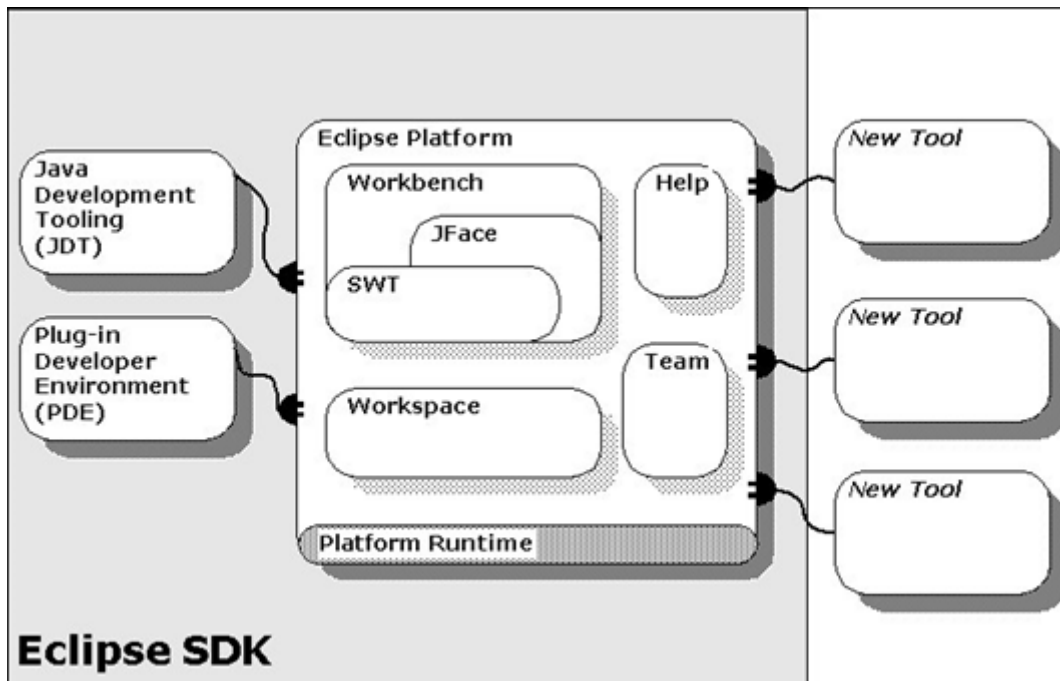 Eclipse Platform
Java
Development
Tooling
(JDT)
Plug-in
Developer
Environment
(PDE)
Workbench
JFace
SWT
Workspace
Help
Team
Platform Runtime
New Tool
New Tool
New Tool
Eclipse SDK